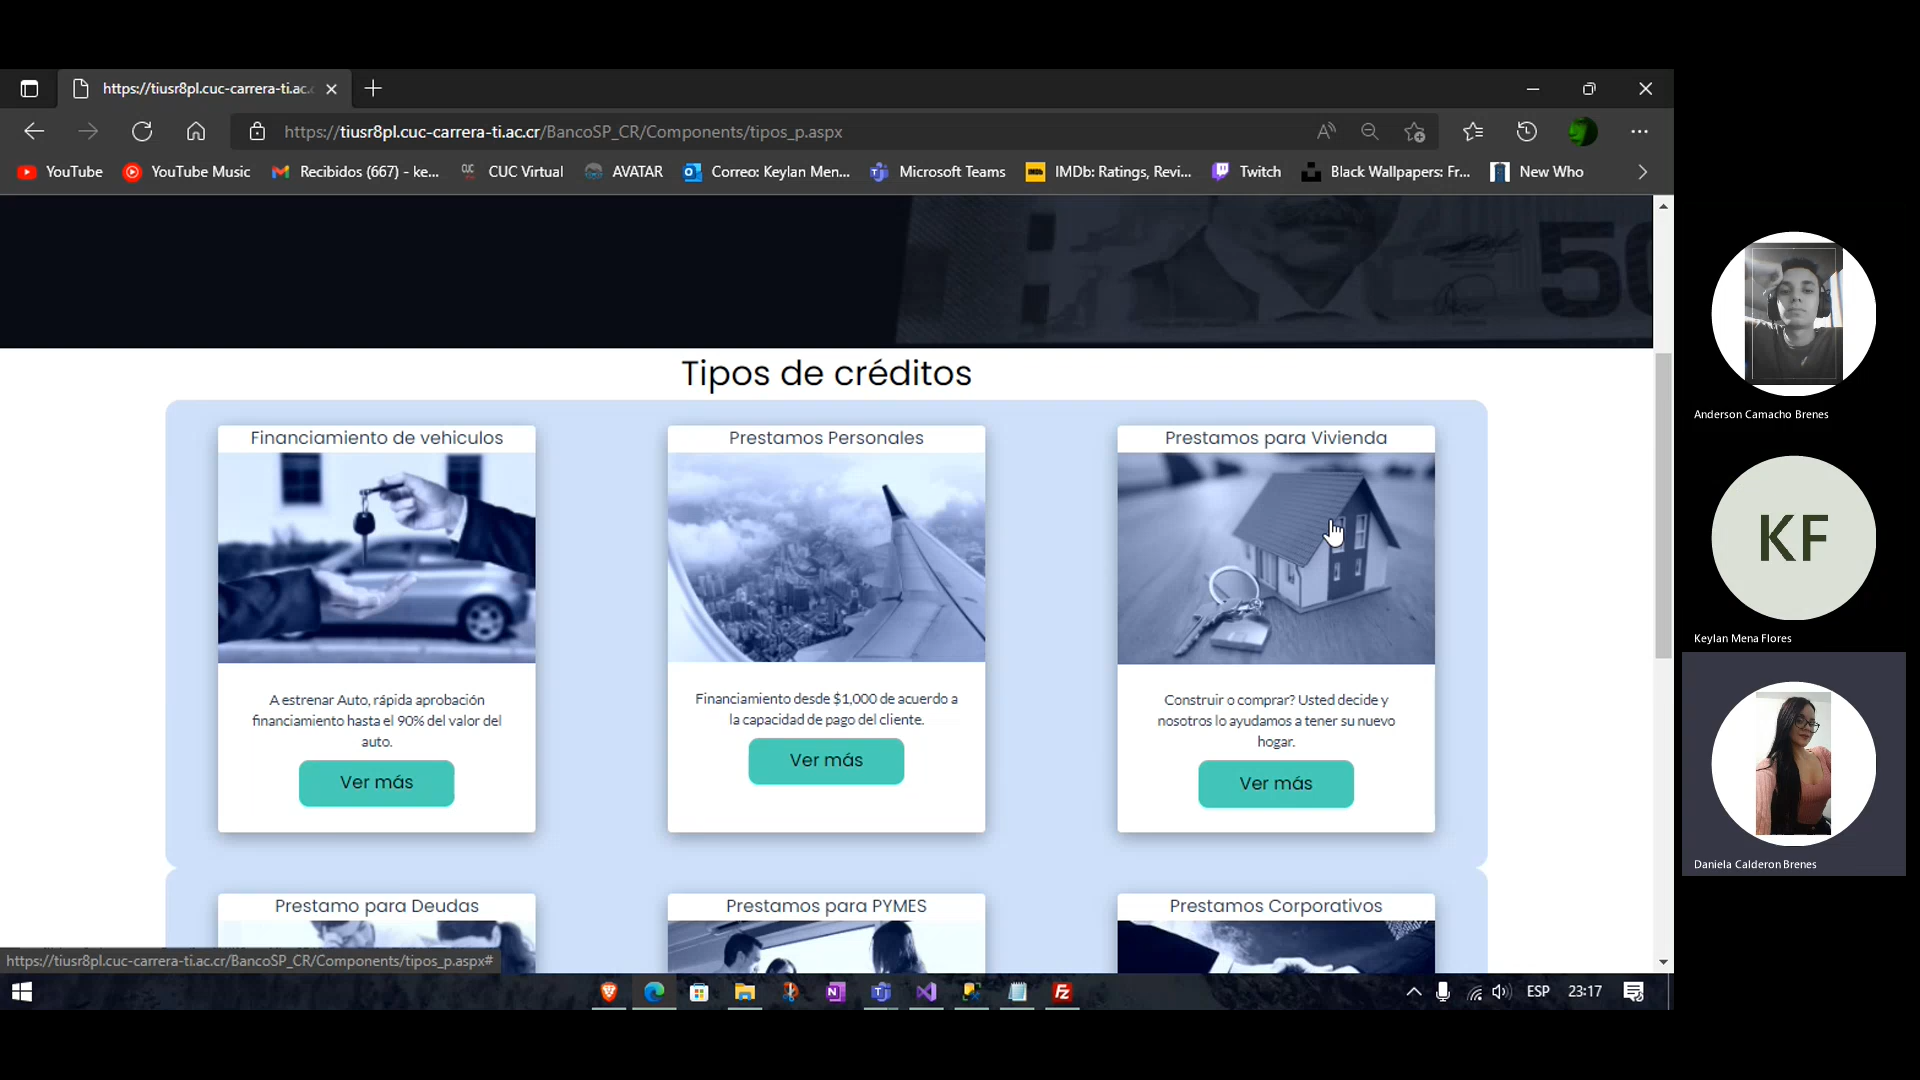 https://tiusr8pl.cuc-carrera-ti.ac.c
https://tiusr8pl.cuc-carrera-ti.ac.cr/BancoSP_CR/Components/tipos_p.aspx
YouTube
YouTube Music
Recibidos (667) - ke...
CUC Virtual
AVATAR
Correo: Keylan Men...
Microsoft Teams
IMDb: Ratings, Revi...
Twitch
Black Wallpapers: Fr...
New Who
50
Tipos de créditos
Financiamiento de vehiculos
Prestamos Personales
Prestamos para Vivienda
A estrenar Auto, rápida aprobación
financiamiento hasta el 90% del valor del
auto.
Ver más
Financiamiento desde $1,000 de acuerdo a
la capacidad de pago del cliente.
Ver más
Construir o comprar? Usted decide y
nosotros lo ayudamos a tener su nuevo
hogar.
Ver más
Prestamo para Deudas
Prestamos para PYMES
Prestamos Corporativos
https://tiusr8pl.cuc-carrera-ti.ac.cr/BancoSP_CR/Components/tipos_p.aspx#
ESP
23:17
Anderson Camacho Brenes
KF
Keylan Mena Flores
Daniela Calderon Brenes